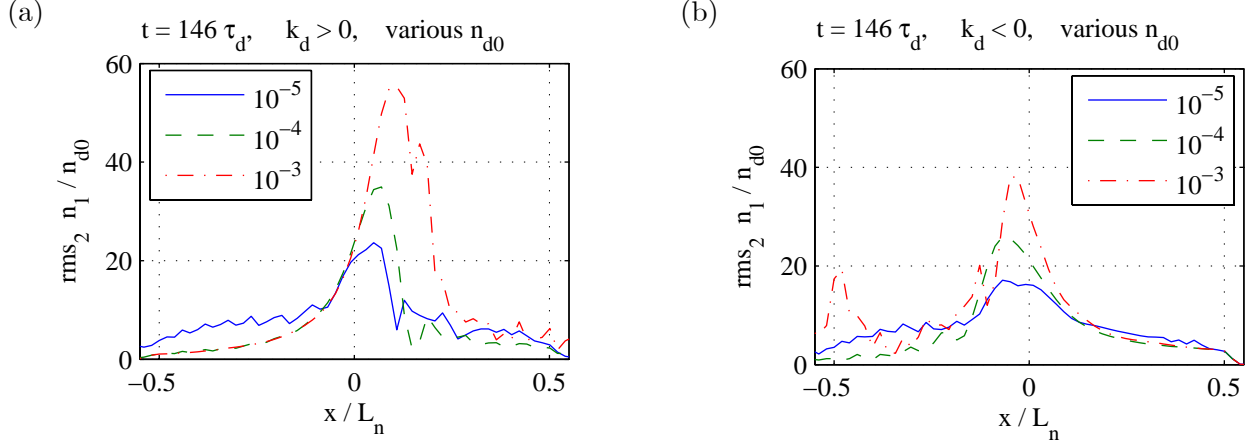 (a)
t = 146 τ_d, k_d > 0, various n_d0
60
40
20
0
rms_2 n_1 / n_d0
10^−5
10^−4
10^−3
−0.5 0 0.5
x / L_n
(b)
t = 146 τ_d, k_d < 0, various n_d0
60
40
20
0
rms_2 n_1 / n_d0
10^−5
10^−4
10^−3
−0.5 0 0.5
x / L_n